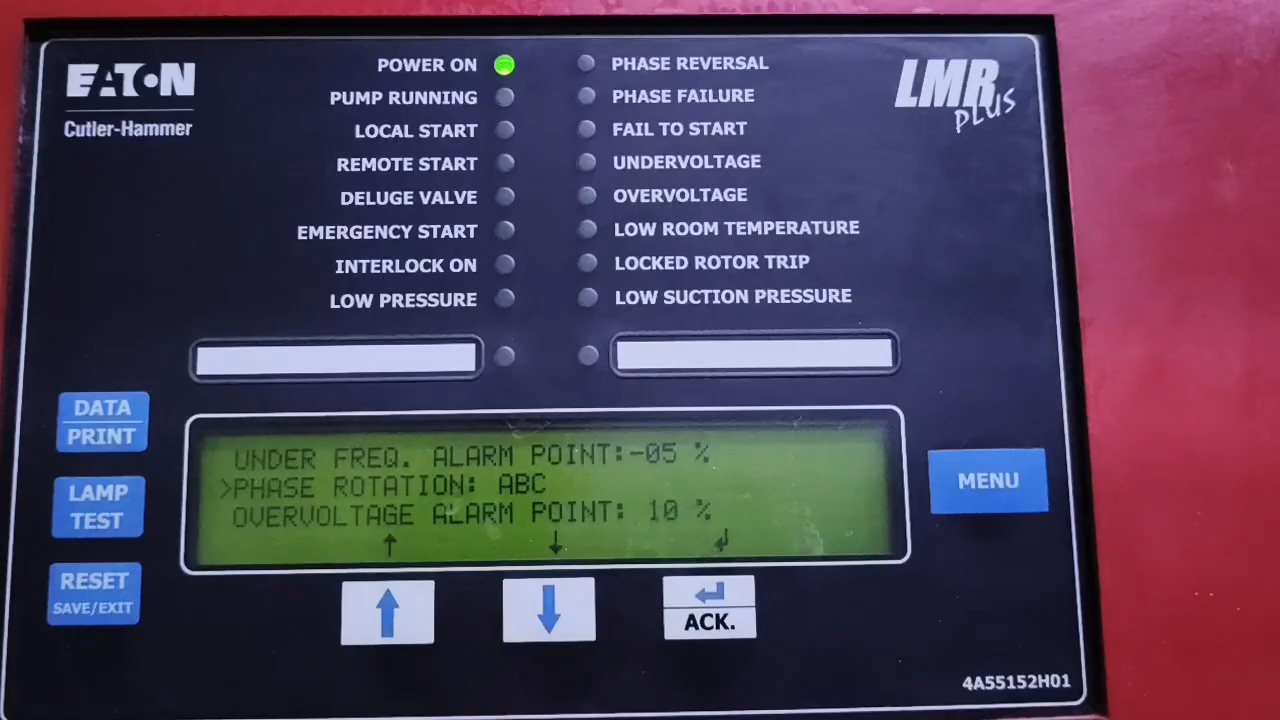 EATON
Cutler-Hammer
LMR
PLUS
POWER ON
PUMP RUNNING
LOCAL START
REMOTE START
DELUGE VALVE
EMERGENCY START
INTERLOCK ON
LOW PRESSURE
PHASE REVERSAL
PHASE FAILURE
FAIL TO START
UNDERVOLTAGE
OVERVOLTAGE
LOW ROOM TEMPERATURE
LOCKED ROTOR TRIP
LOW SUCTION PRESSURE
DATA
PRINT
LAMP
TEST
RESET
SAVE/EXIT
UNDER FREQ. ALARM POINT:-05 %
>PHASE ROTATION: ABC
OVERVOLTAGE ALARM POINT: 10 %
↑ ↓ ↵
MENU
↑ ↓ ↵
ACK.
4A55152H01